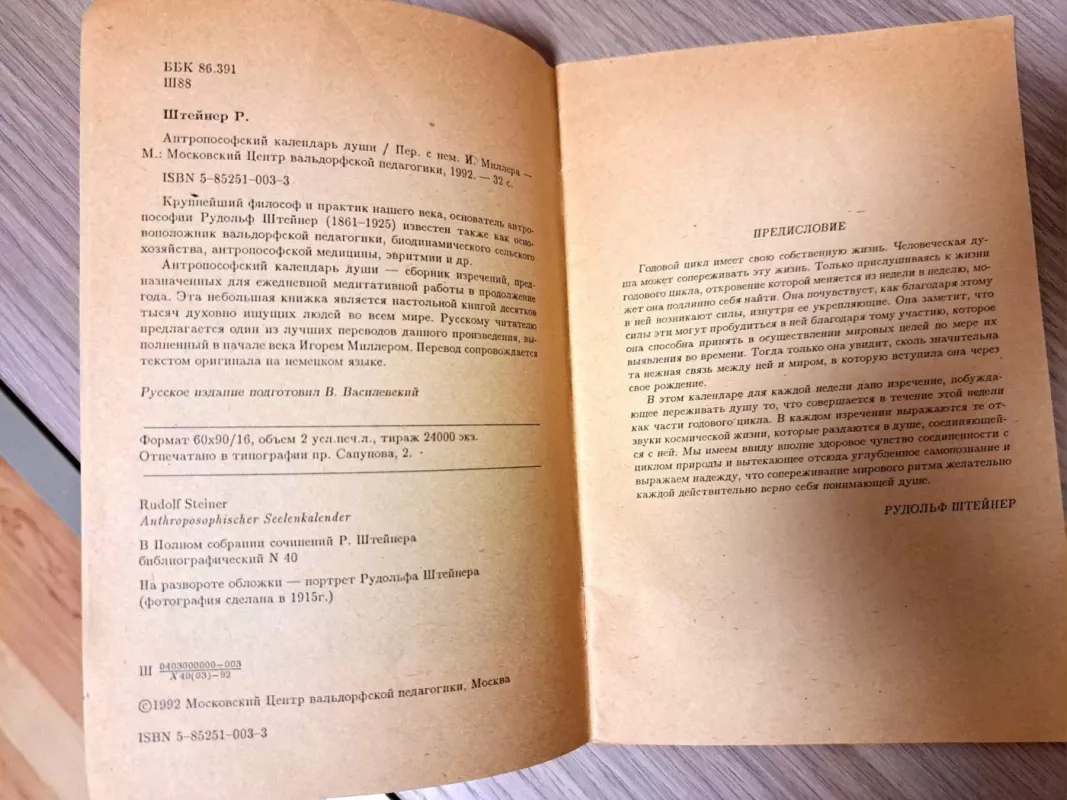 ББК 86.391
Ш88
Штейнер Р.
Антропософский календарь души / Пер. с нем. И. Миллера —
М.: Московский Центр вальдорфской педагогики, 1992. — 32 с.
ISBN 5-85251-003-3
Крупнейший философ и практик нашего века, основатель антро-
пософии Рудольф Штейнер (1861-1925) известен также как осно-
воположник вальдорфской педагогики, биодинамического сельского
хозяйства, антропософской медицины, эвритмии и др.
Антропософский календарь души — сборник изречений, пред-
назначенных для ежедневной медитативной работы в продолжение
года. Эта небольшая книжка является настольной книгой десятков
тысяч духовно ищущих людей во всем мире. Русскому читателю
предлагается один из лучших переводов данного произведения, вы-
полненный в начале века Игорем Миллером. Перевод сопровождается
текстом оригинала на немецком языке.
Русское издание подготовил В. Василевский
Формат 60x90/16, объем 2 усл.печ.л., тираж 24000 экз.
Отпечатано в типографии пр. Сапунова, 2.
Rudolf Steiner
Anthroposophischer Seelenkalender
В Полном собрании сочинений Р. Штейнера
библиографический N 40
На развороте обложки — портрет Рудольфа Штейнера
(фотография сделана в 1915г.)
Ш 0403000000-003
X40(03)-92
©1992 Московский Центр вальдорфской педагогики, Москва
ISBN 5-85251-003-3
ПРЕДИСЛОВИЕ
Годовой цикл имеет свою собственную жизнь. Человеческая ду-
ша может сопереживать эту жизнь. Только прислушиваясь к жизни
годового цикла, откровение которой меняется из недели в неделю, мо-
жет она подлинно себя найти. Она почувствует, как благодаря этому
в ней возникают силы, изнутри ее укрепляющие. Она заметит, что
силы эти могут пробудиться в ней благодаря тому участию, которое
она способна принять в осуществлении мировых целей по мере их
выявления во времени. Тогда только она увидит, сколь значительна
та нежная связь между ней и миром, в которую вступила она через
свое рождение.
В этом календаре для каждой недели дано изречение, побужда-
ющее переживать душу то, что совершается в течение этой недели
как части годового цикла. В каждом изречении выражаются те от-
звуки космической жизни, которые раздаются в душе, соединяющей-
ся с ней. Мы имеем ввиду вполне здоровое чувство соединенности с
циклом природы и вытекающее отсюда углубленное самопознание и
выражаем надежду, что сопереживание мирового ритма желательно
каждой действительно верно себя понимающей душе.
РУДОЛЬФ ШТЕЙНЕР